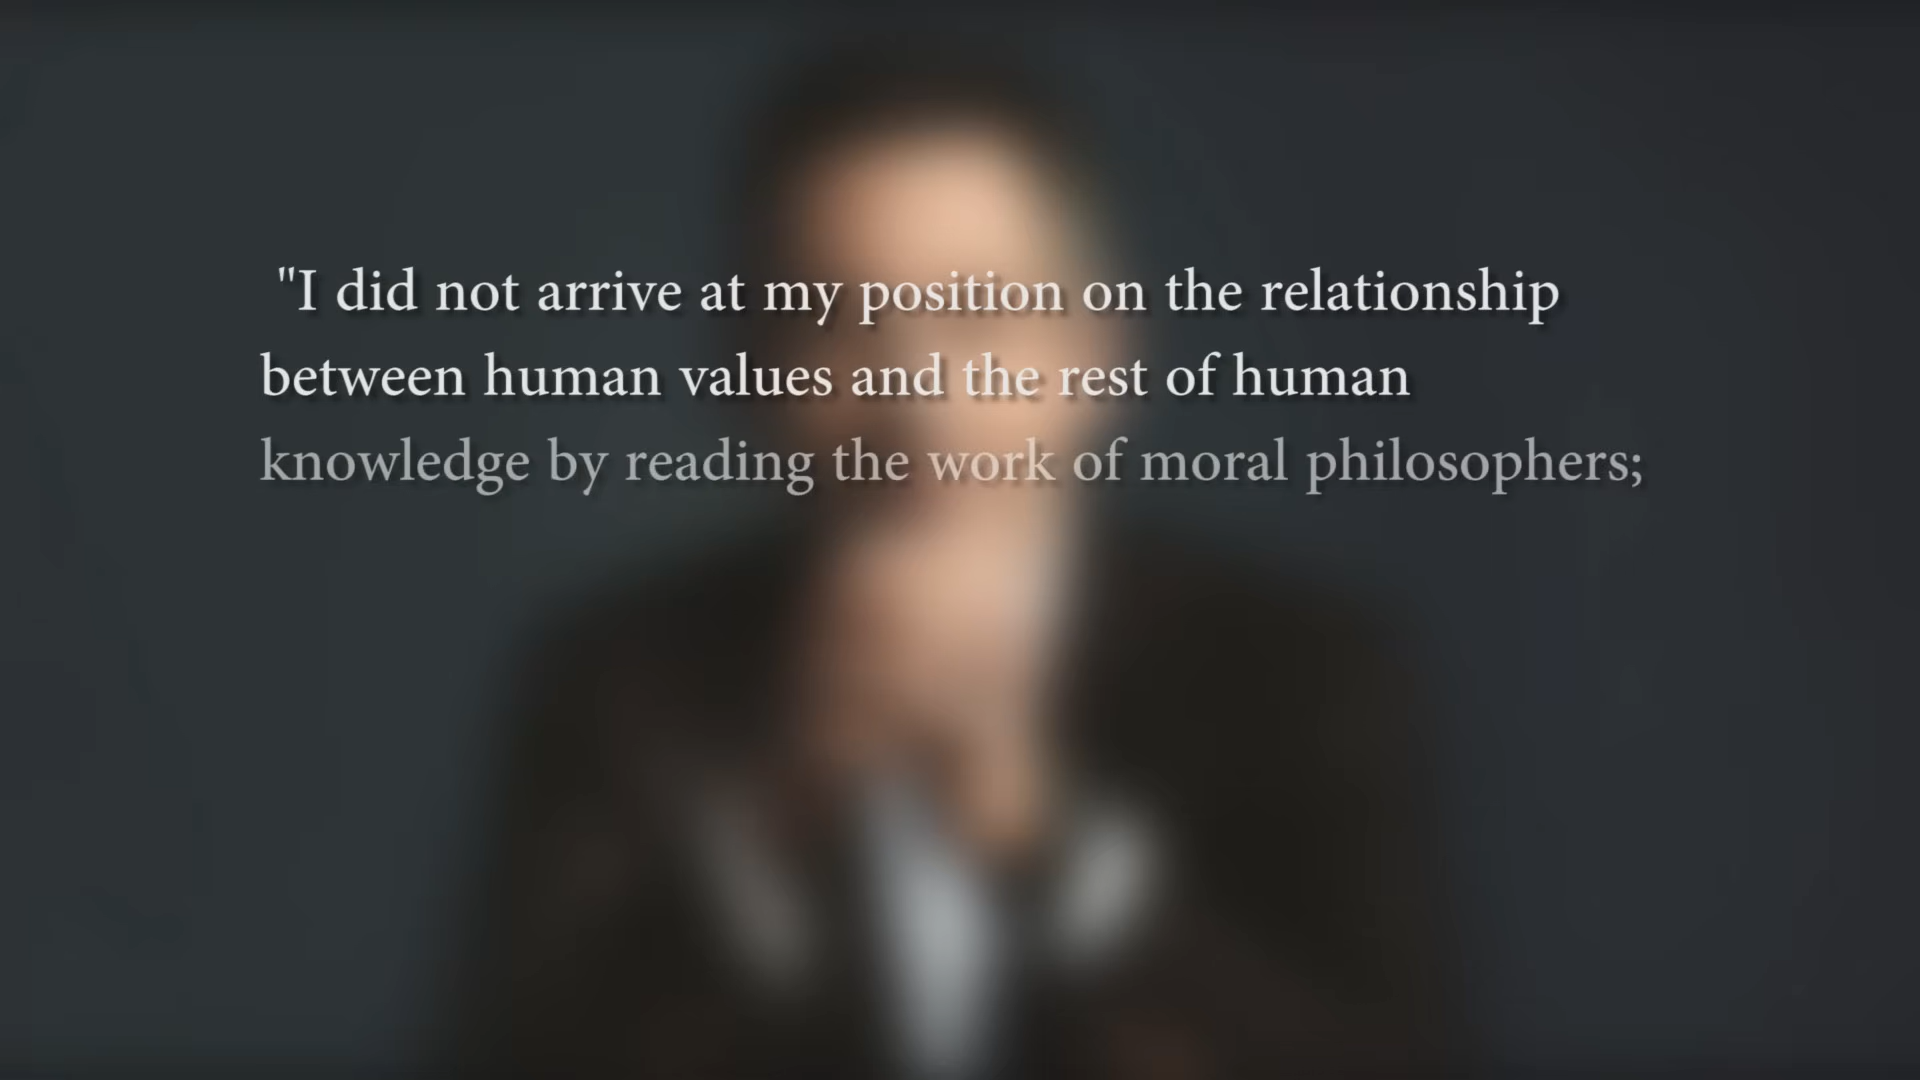 "I did not arrive at my position on the relationship
between human values and the rest of human
knowledge by reading the work of moral philosophers;